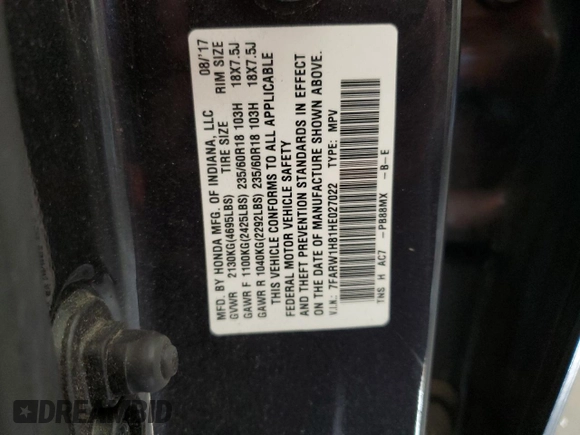 MFD. BY HONDA MFG. OF INDIANA, LLC 08/'17
TIRE SIZE RIM SIZE
GVWR 2130KG(4695LBS)
GAWR F 1100KG(2425LBS) 235/60R18 103H 18X7.5J
GAWR R 1040KG(2292LBS) 235/60R18 103H 18X7.5J
THIS VEHICLE CONFORMS TO ALL APPLICABLE
FEDERAL MOTOR VEHICLE SAFETY
AND THEFT PREVENTION STANDARDS IN EFFECT
ON THE DATE OF MANUFACTURE SHOWN ABOVE.
V.I.N.: 7FARW1H81HE027022 TYPE: MPV
TNS H AC7 -PB88MX -B-E
DREAMBID